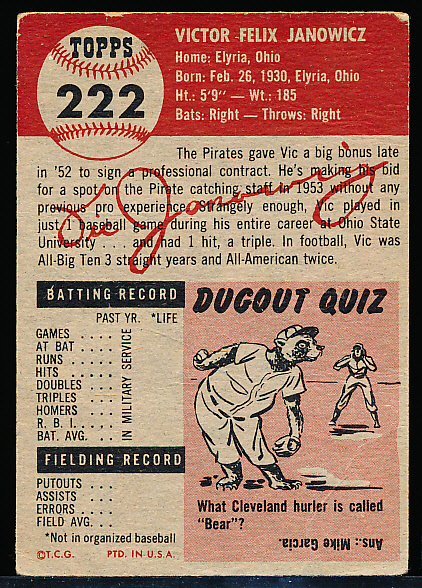 TOPPS
222
VICTOR FELIX JANOWICZ
Home: Elyria, Ohio
Born: Feb. 26, 1930, Elyria, Ohio
Ht.: 5'9" — Wt.: 185
Bats: Right — Throws: Right
The Pirates gave Vic a big bonus late
in '52 to sign a professional contract. He's making his bid
for a spot on the Pirate catching staff in 1953 without any
previous pro experience. Strangely enough, Vic played in
just 1 baseball game during his entire career at Ohio State
University . . . and had 1 hit, a triple. In football, Vic was
All-Big Ten 3 straight years and All-American twice.
Vic Janowicz
BATTING RECORD
PAST YR. *LIFE
GAMES . . . .
AT BAT . . . .
RUNS . . . .
HITS . . . .
DOUBLES . . .
TRIPLES . . .
HOMERS . . .
R. B. I. . . . .
BAT. AVG. . . .
IN MILITARY SERVICE
FIELDING RECORD
PUTOUTS . . .
ASSISTS . . .
ERRORS . . .
FIELD AVG. . . .
*Not in organized baseball
©T.C.G. PTD. IN U.S.A.
DUGOUT QUIZ
What Cleveland hurler is called
"Bear"?
Ans.: Mike Garcia.